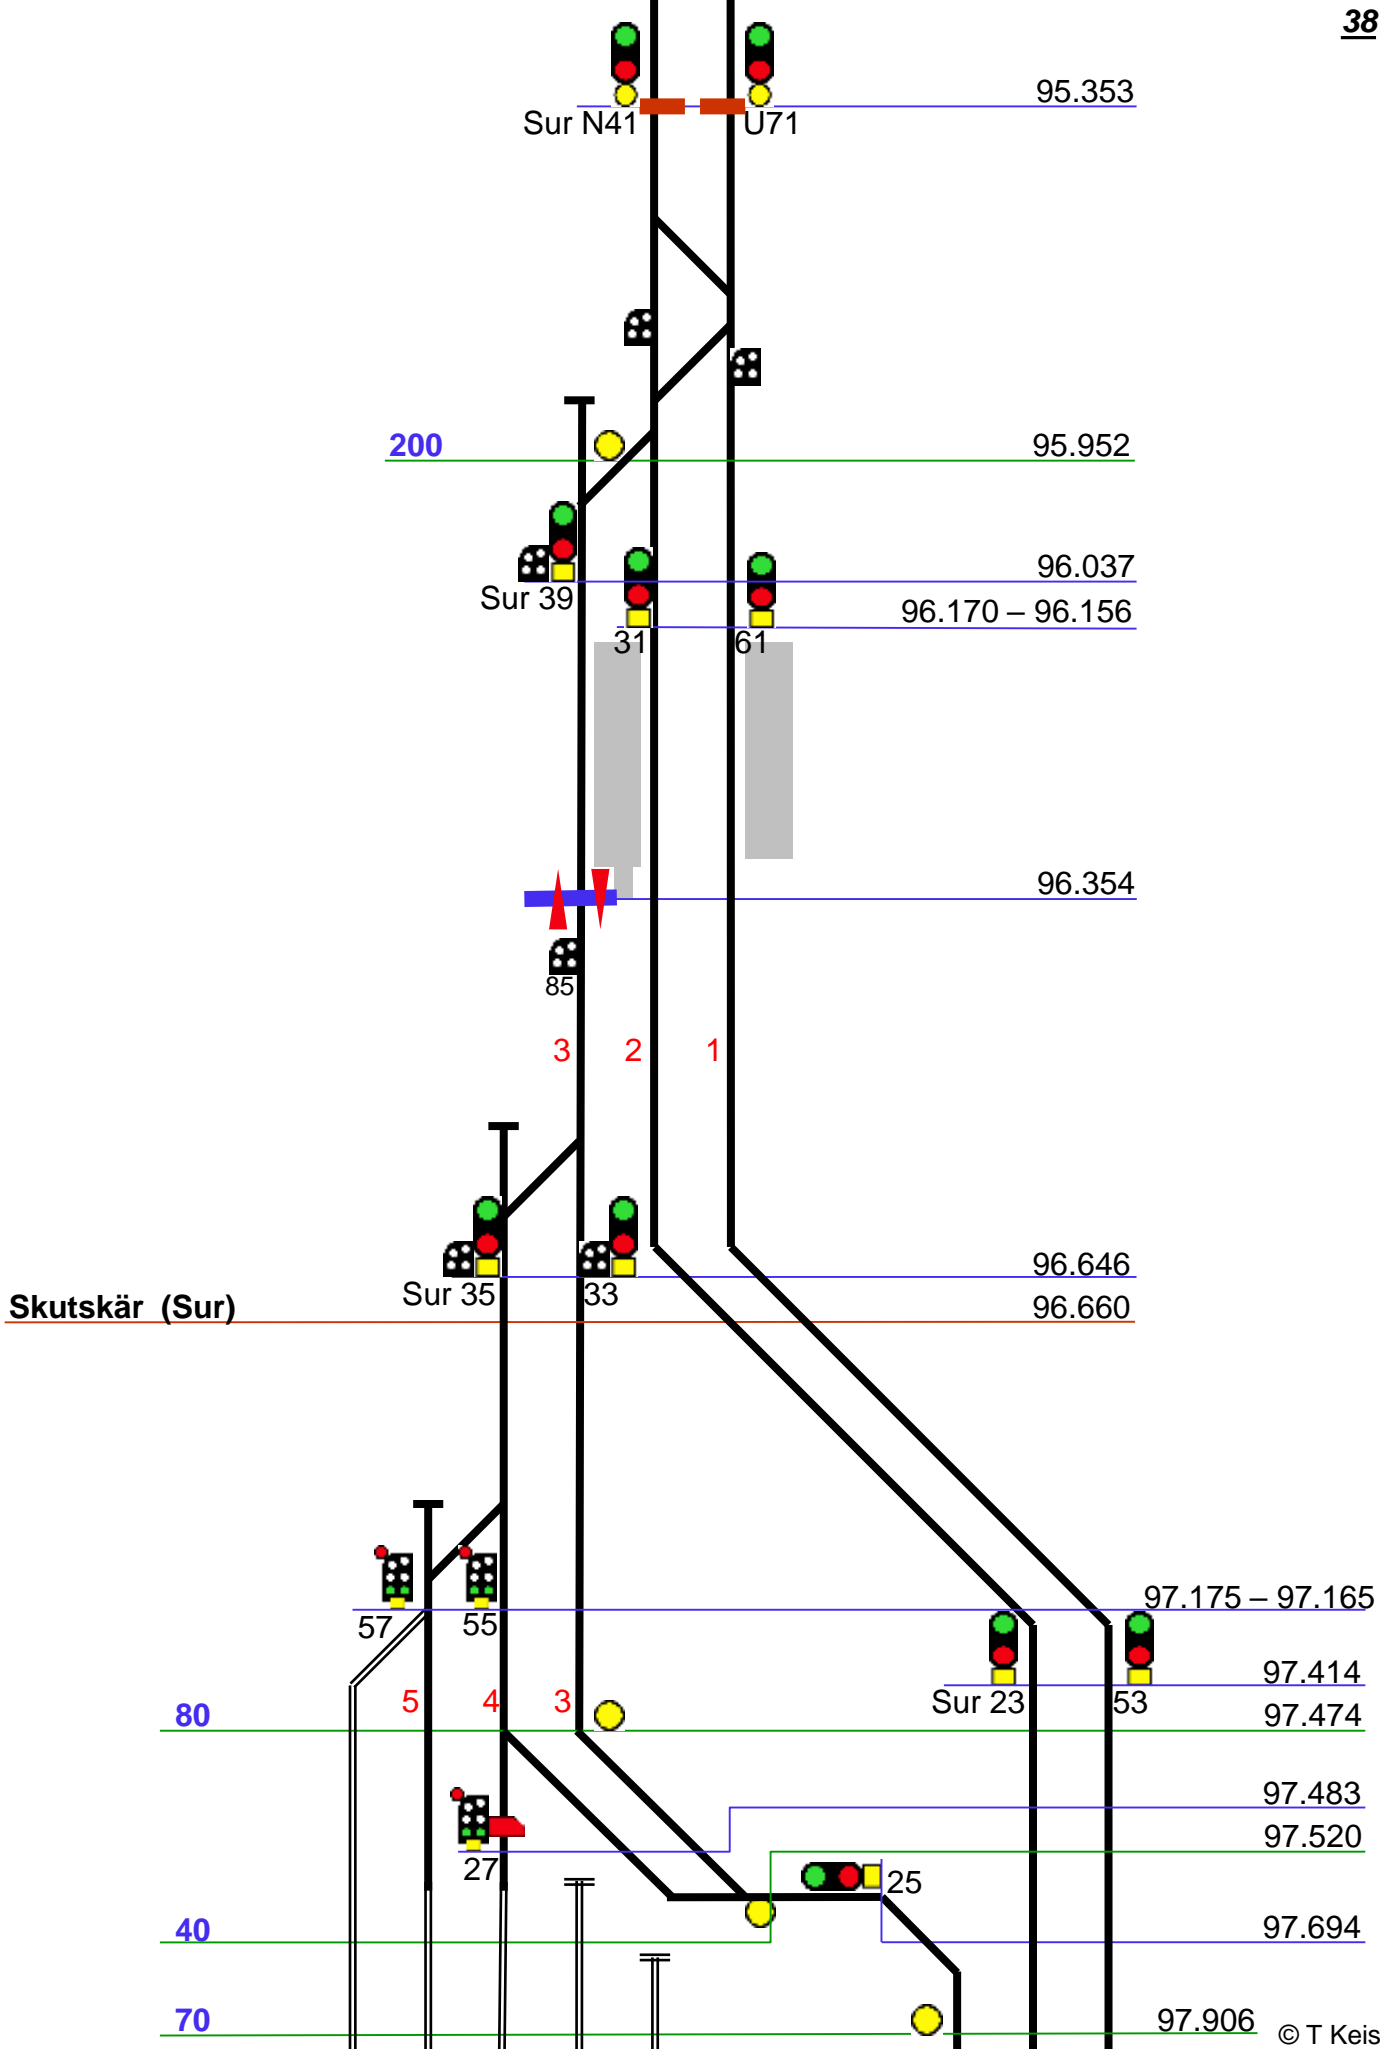 38
95.353
Sur N41 U71
200 95.952
96.037
Sur 39
96.170 – 96.156
31 61
96.354
85
3 2 1
96.646
Sur 35 33
Skutskär (Sur) 96.660
97.175 – 97.165
57 55
97.414
5 4 3 Sur 23 53
80 97.474
97.483
97.520
27 25
40 97.694
70 97.906
© T Keis